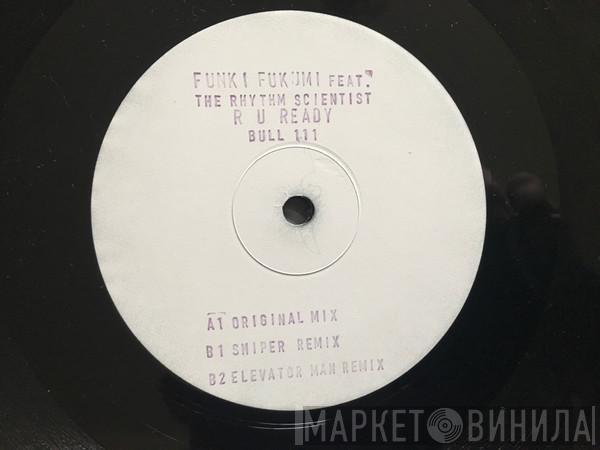 FUNKI FUKUMI FEAT.
THE RHYTHM SCIENTIST
R U READY
BULL 111
A1 ORIGINAL MIX
B1 SNIPER REMIX
B2 ELEVATOR MAN REMIX
МАРКЕТ ВИНИЛА